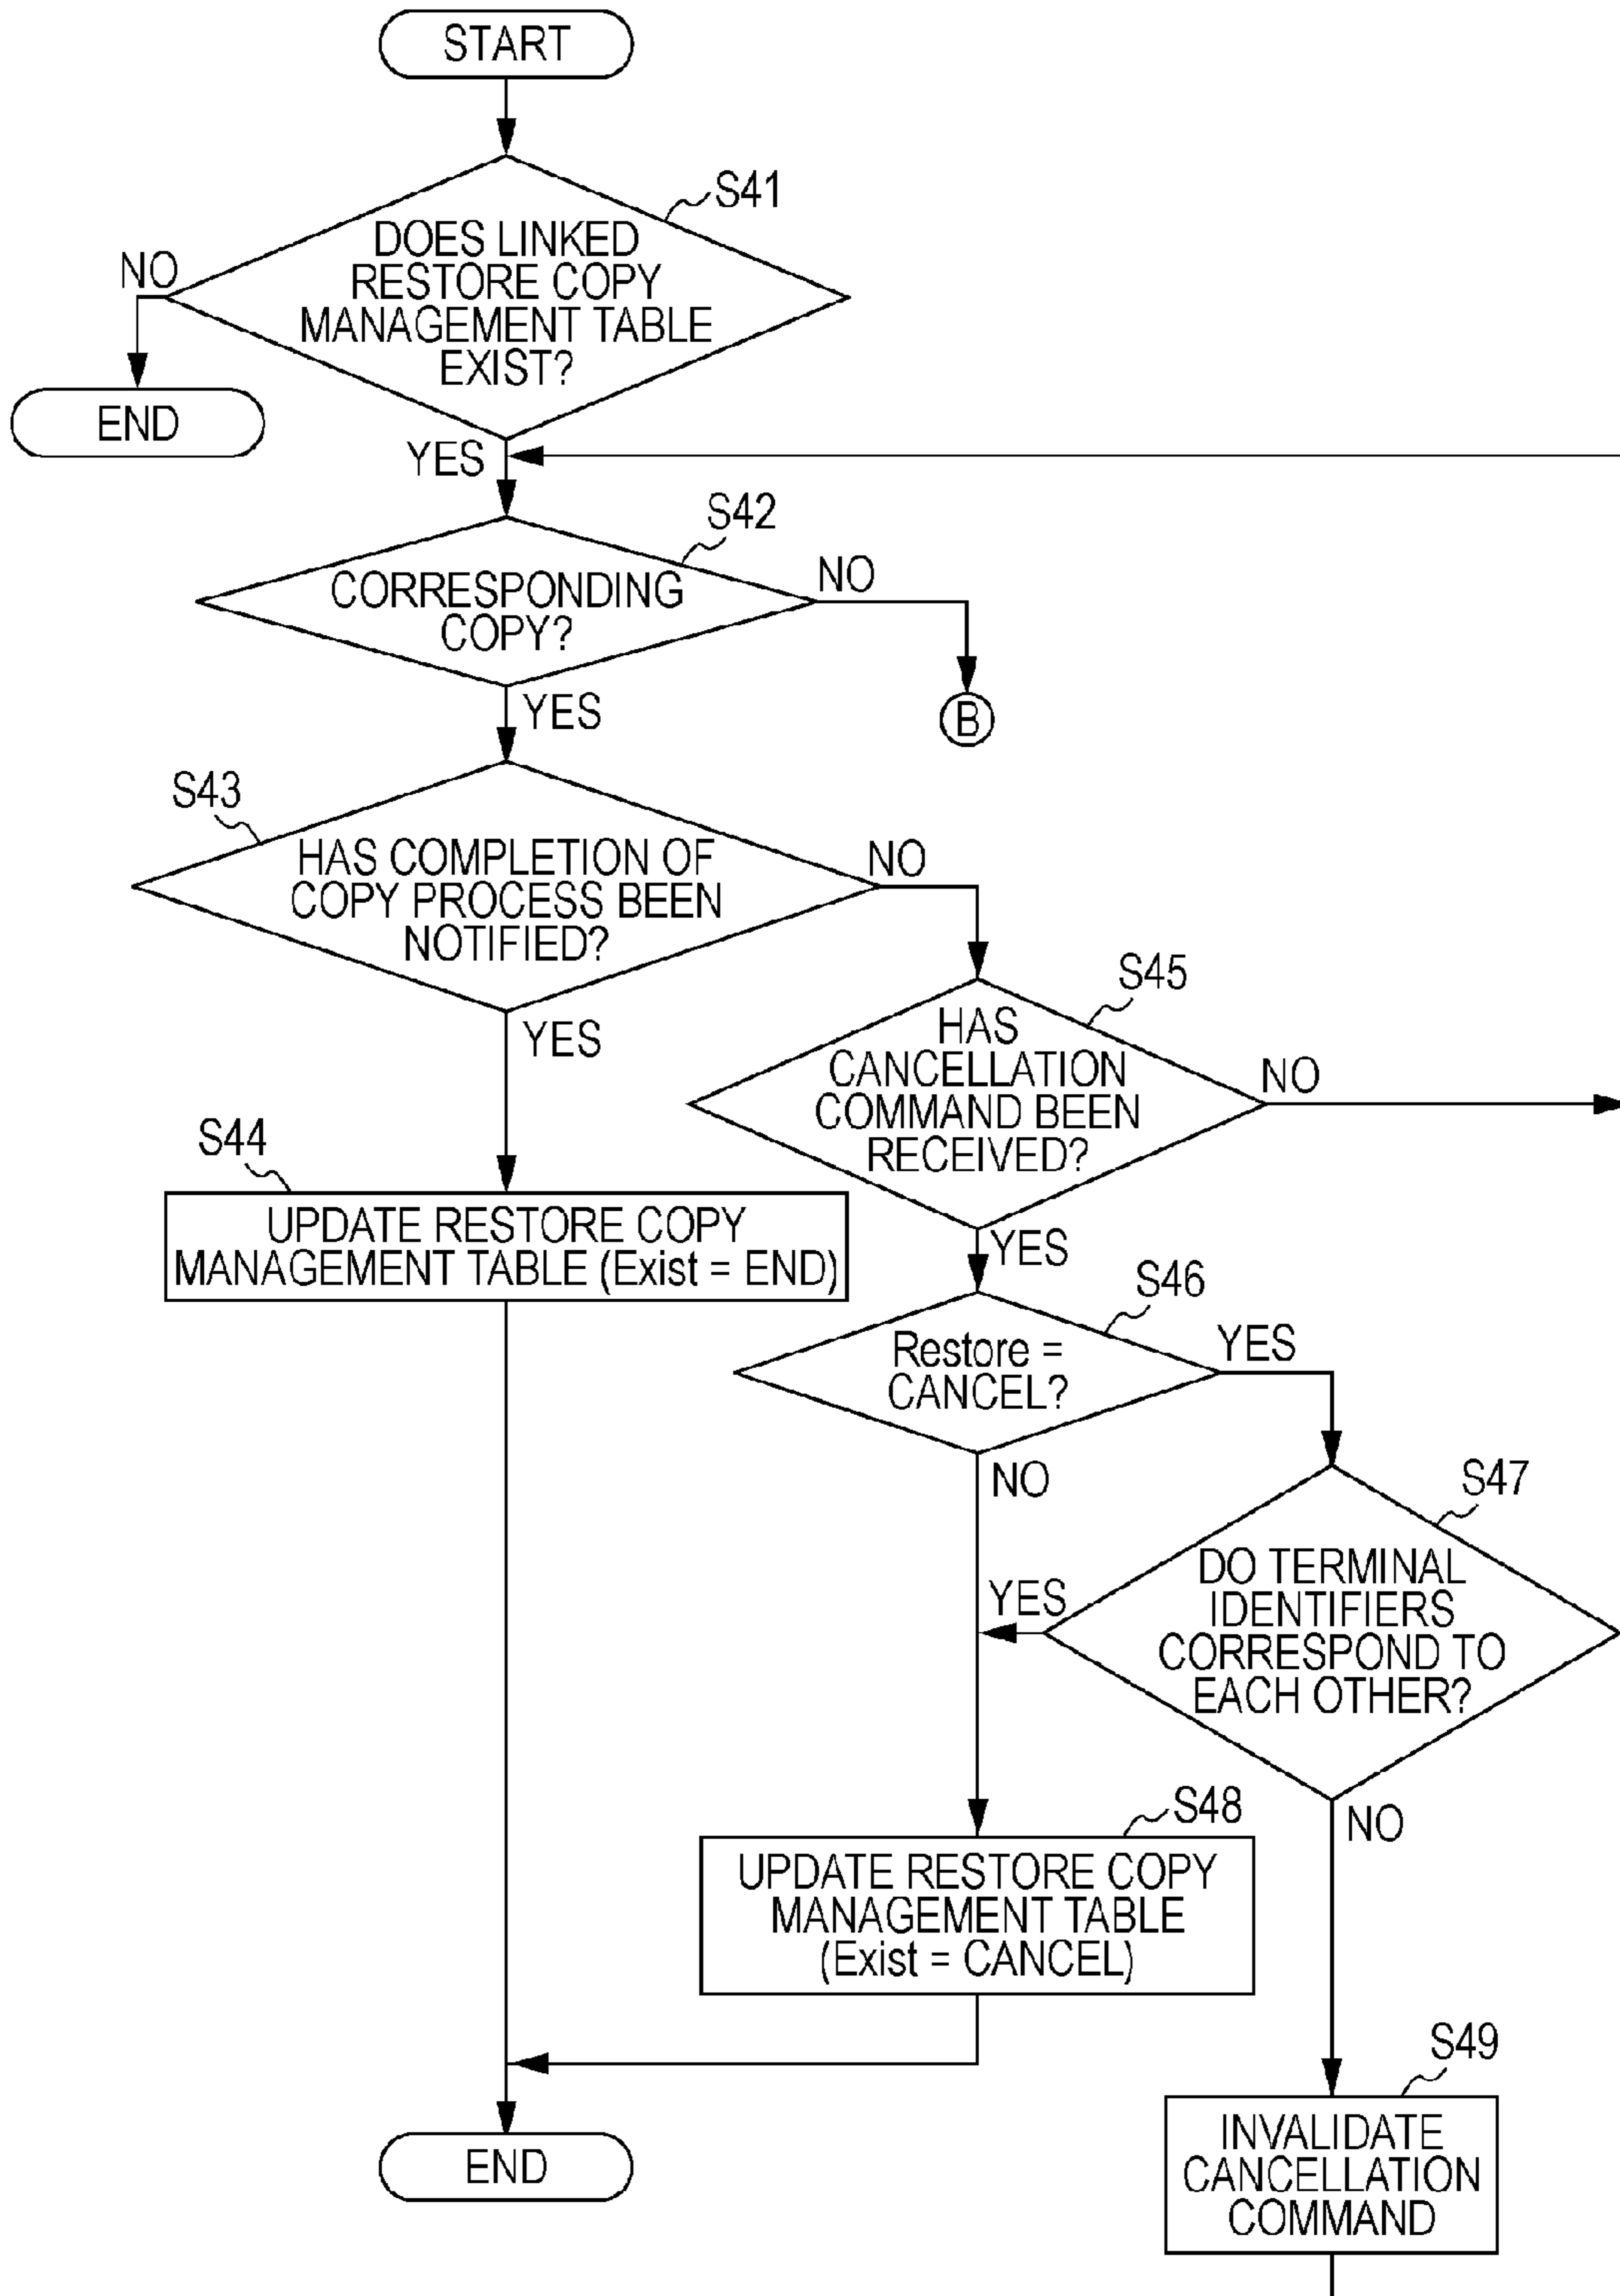 START
S41
DOES LINKED
RESTORE COPY
MANAGEMENT TABLE
EXIST?
NO
END
YES
S42
CORRESPONDING
COPY?
NO
B
YES
S43
HAS COMPLETION OF
COPY PROCESS BEEN
NOTIFIED?
NO
YES
S45
HAS
CANCELLATION
COMMAND BEEN
RECEIVED?
NO
YES
S44
UPDATE RESTORE COPY
MANAGEMENT TABLE (Exist = END)
S46
Restore =
CANCEL?
YES
NO
S47
DO TERMINAL
IDENTIFIERS
CORRESPOND TO
EACH OTHER?
YES
NO
S48
UPDATE RESTORE COPY
MANAGEMENT TABLE
(Exist = CANCEL)
S49
INVALIDATE
CANCELLATION
COMMAND
END